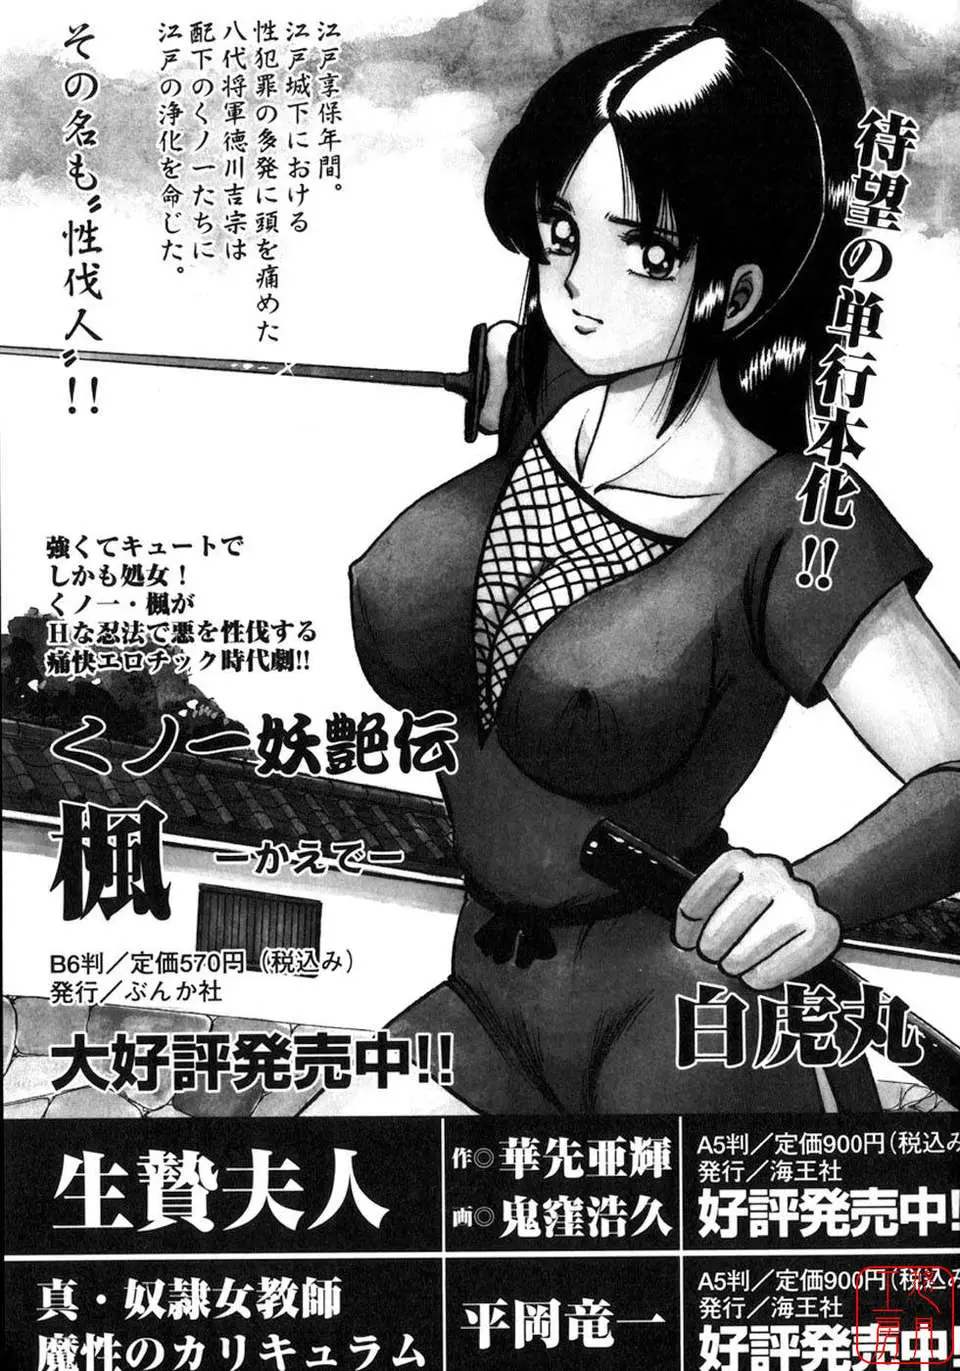 待望の単行本化!!
江戸享保年間。
江戸城下における
性犯罪の多発に頭を痛めた
八代将軍徳川吉宗は
配下のくノ一たちに
江戸の浄化を命じた。
その名も〝性伐人〟!!
強くてキュートで
しかも処女！
くノ一・楓が
Hな忍法で悪を性伐する
痛快エロチック時代劇!!
くノ一妖艶伝
楓
ーかえでー
B6判／定価570円（税込み）
発行／ぶんか社
大好評発売中!!
白虎丸
生贄夫人
作◎華先亜輝
画◎鬼窪浩久
A5判／定価900円（税込み
発行／海王社
好評発売中!
真・奴隷女教師
魔性のカリキュラム
平岡竜一
A5判／定価900円（税込み
発行／海王社
好評発売中!